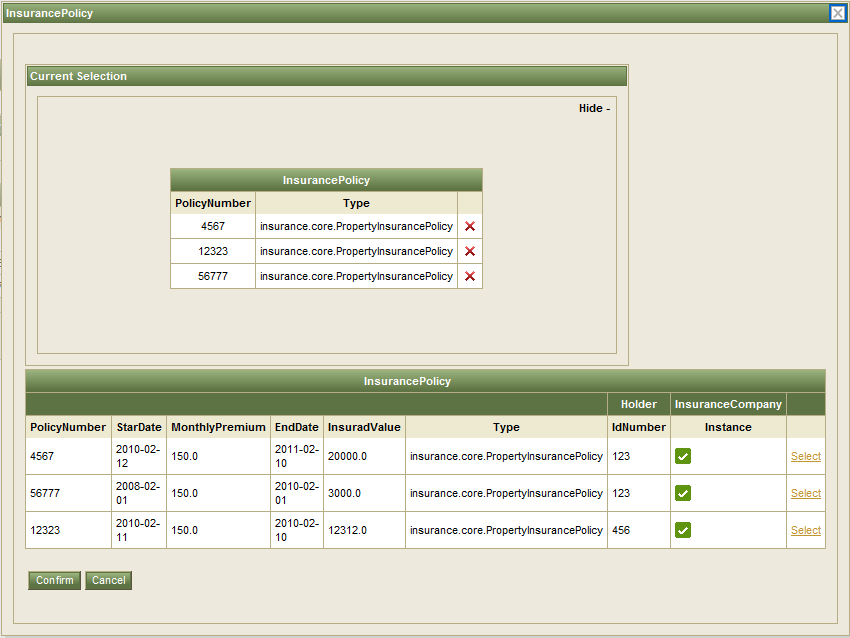 InsurancePolicy
Current Selection
Hide -
InsurancePolicy
PolicyNumber Type
4567 insurance.core.PropertyInsurancePolicy
12323 insurance.core.PropertyInsurancePolicy
56777 insurance.core.PropertyInsurancePolicy
InsurancePolicy
Holder InsuranceCompany
PolicyNumber StarDate MonthlyPremium EndDate InsuradValue Type IdNumber Instance
4567 2010-02-12 150.0 2011-02-10 20000.0 insurance.core.PropertyInsurancePolicy 123 Select
56777 2008-02-01 150.0 2010-02-01 3000.0 insurance.core.PropertyInsurancePolicy 123 Select
12323 2010-02-11 150.0 2010-02-10 12312.0 insurance.core.PropertyInsurancePolicy 456 Select
Confirm Cancel